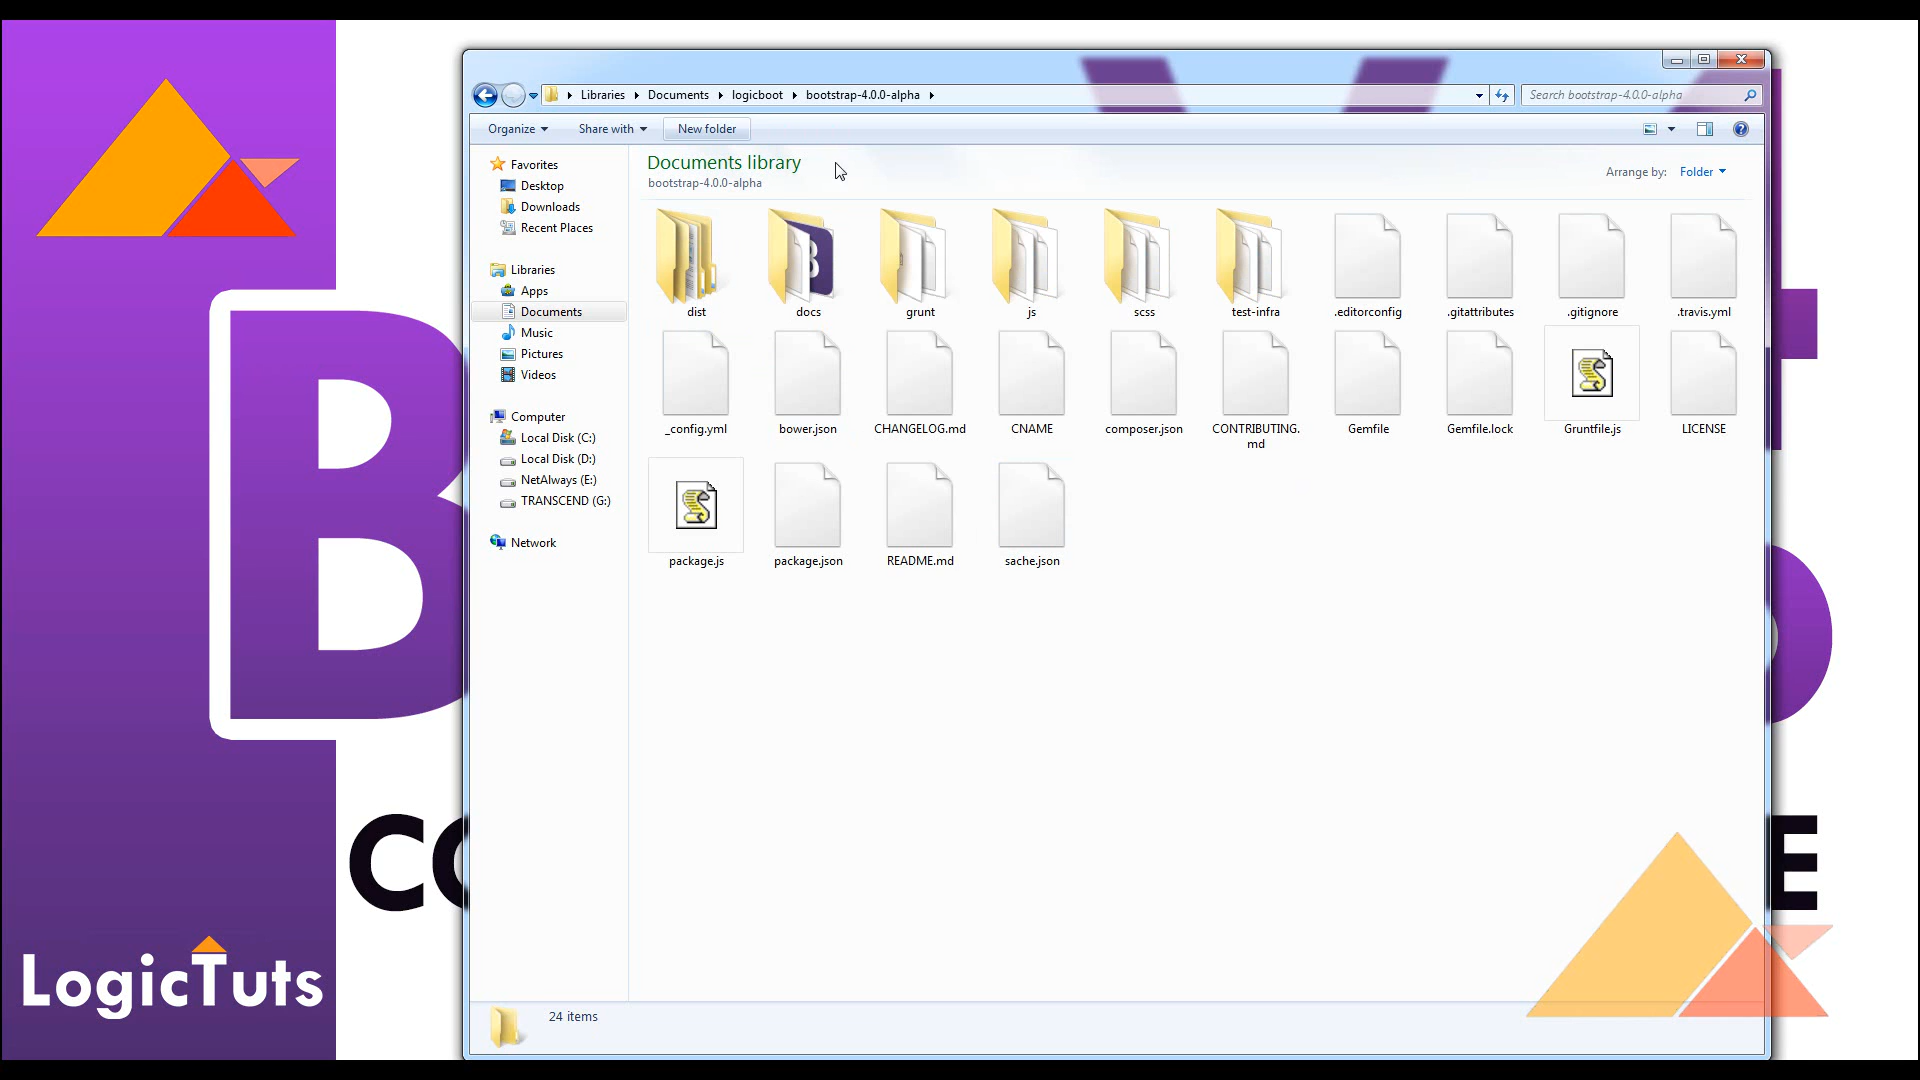 Libraries Documents logicboot bootstrap-4.0.0-alpha
Search bootstrap-4.0.0-alpha
Organize Share with New folder
Documents library
bootstrap-4.0.0-alpha
Arrange by: Folder
Favorites
Desktop
Downloads
Recent Places
Libraries
Apps
Documents
Music
Pictures
Videos
Computer
Local Disk (C:)
Local Disk (D:)
NetAlways (E:)
TRANSCEND (G:)
Network
dist docs grunt js scss test-infra .editorconfig .gitattributes .gitignore .travis.yml
_config.yml bower.json CHANGELOG.md CNAME composer.json CONTRIBUTING.
md
Gemfile Gemfile.lock Gruntfile.js LICENSE
package.js package.json README.md sache.json
24 items
B
LogicTuts